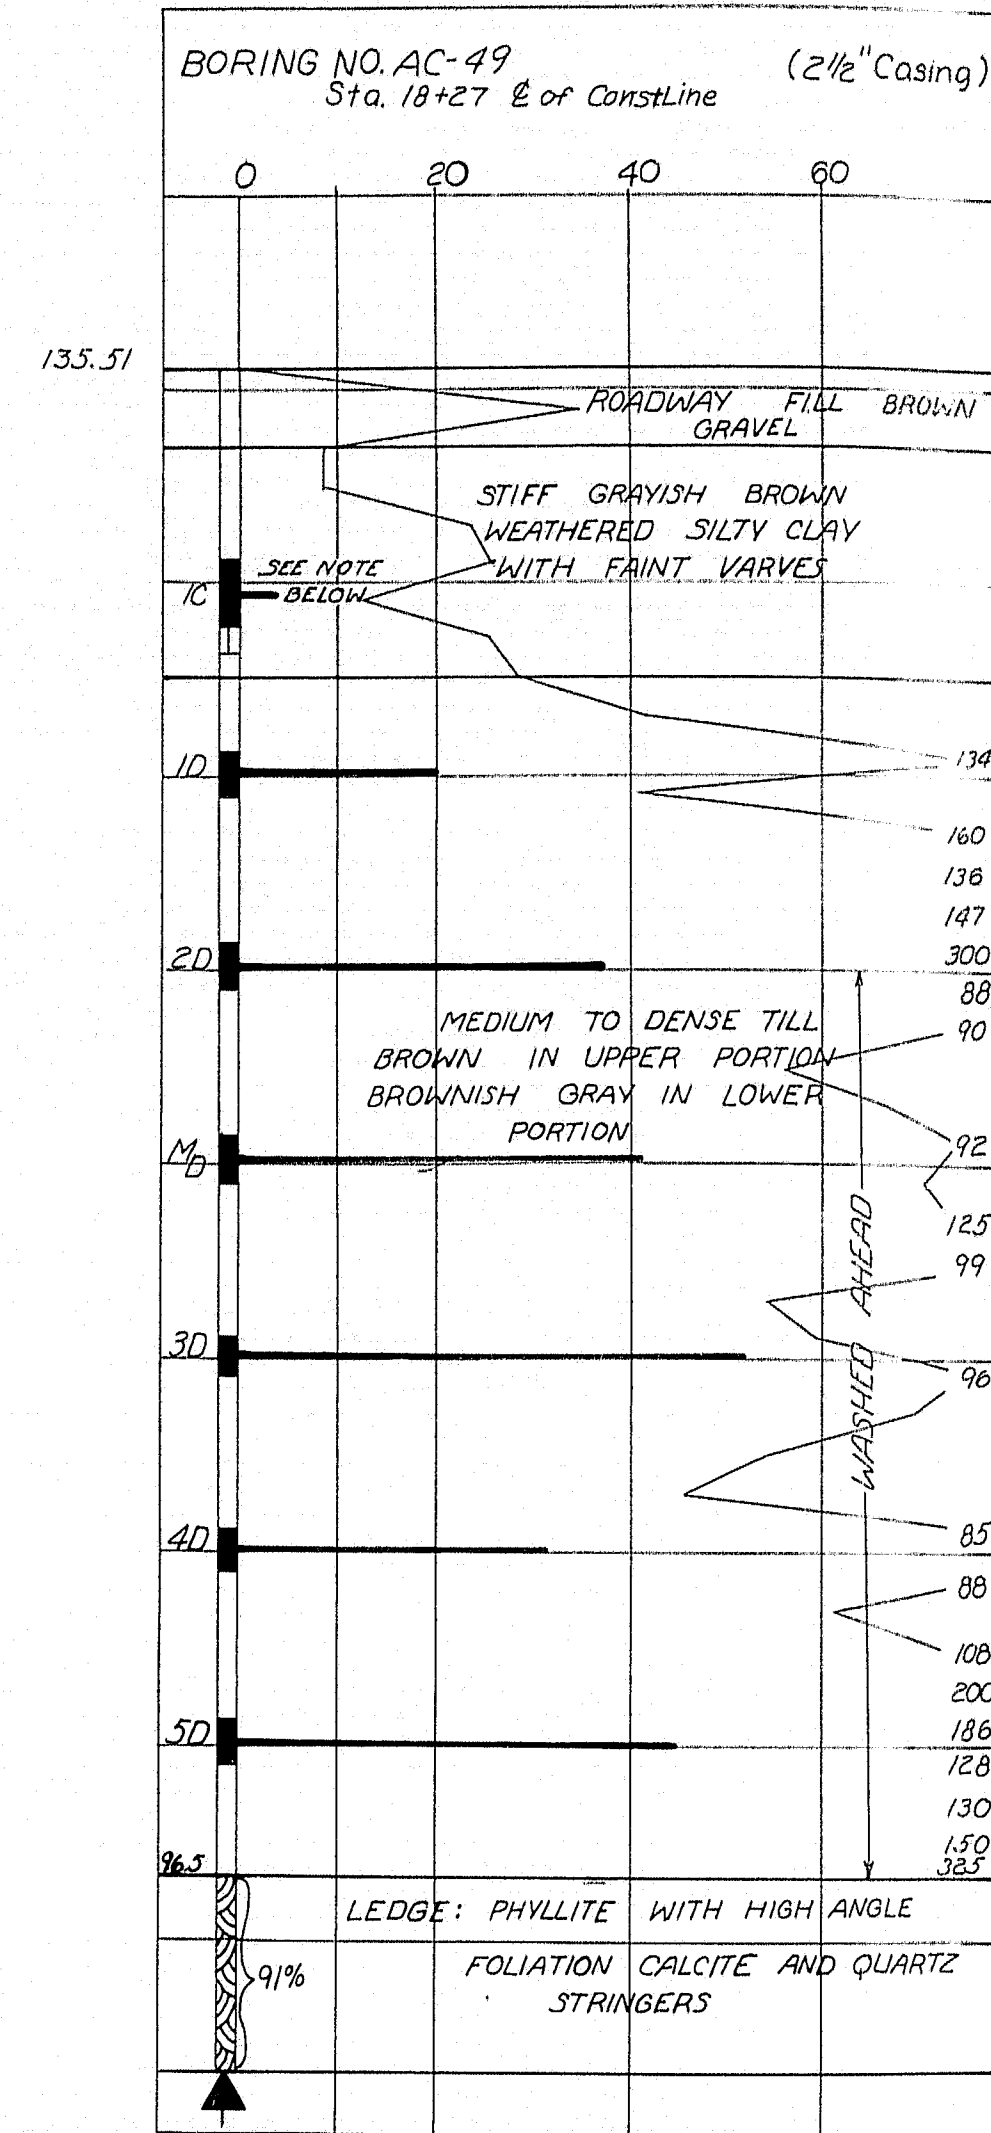 BORING NO. AC-49 (2 1/2" Casing)
Sta. 18+27 ℄ of Const Line
0 20 40 60
135.51
ROADWAY FILL BROWN
GRAVEL
STIFF GRAYISH BROWN
WEATHERED SILTY CLAY
WITH FAINT VARVES
SEE NOTE
1C BELOW
134
1D
160
136
147
2D 300
88
MEDIUM TO DENSE TILL
90
BROWN IN UPPER PORTION
BROWNISH GRAY IN LOWER
PORTION
92
MD
125
99
WASHED AHEAD
3D
96
4D 85
88
108
200
5D 186
128
130
150
96.5 325
LEDGE: PHYLLITE WITH HIGH ANGLE
FOLIATION CALCITE AND QUARTZ
91%
STRINGERS